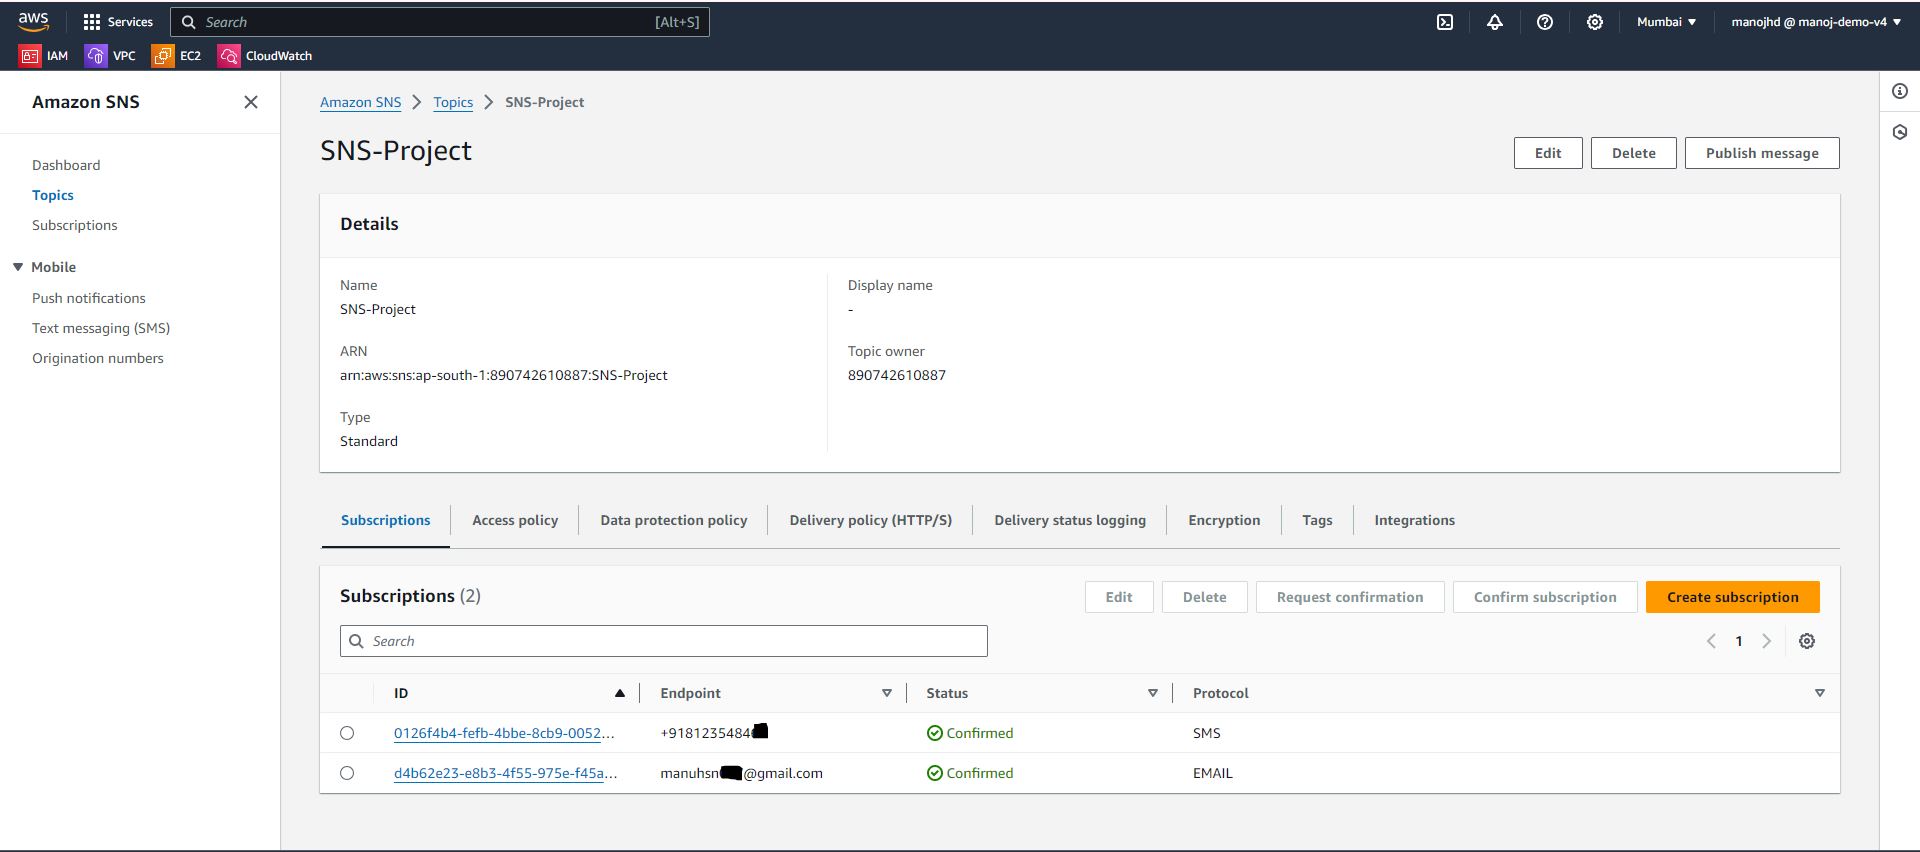 aws Services Search [Alt+S] Mumbai manojhd @ manoj-demo-v4
IAM VPC EC2 CloudWatch
Amazon SNS
Dashboard
Topics
Subscriptions
Mobile
Push notifications
Text messaging (SMS)
Origination numbers
Amazon SNS Topics SNS-Project
SNS-Project
Edit Delete Publish message
Details
Name
SNS-Project
ARN
arn:aws:sns:ap-south-1:890742610887:SNS-Project
Type
Standard
Display name
-
Topic owner
890742610887
Subscriptions Access policy Data protection policy Delivery policy (HTTP/S) Delivery status logging Encryption Tags Integrations
Subscriptions (2) Edit Delete Request confirmation Confirm subscription Create subscription
Search 1
ID Endpoint Status Protocol
0126f4b4-fefb-4bbe-8cb9-0052... +9181235484 Confirmed SMS
d4b62e23-e8b3-4f55-975e-f45a... manuhsn @gmail.com Confirmed EMAIL